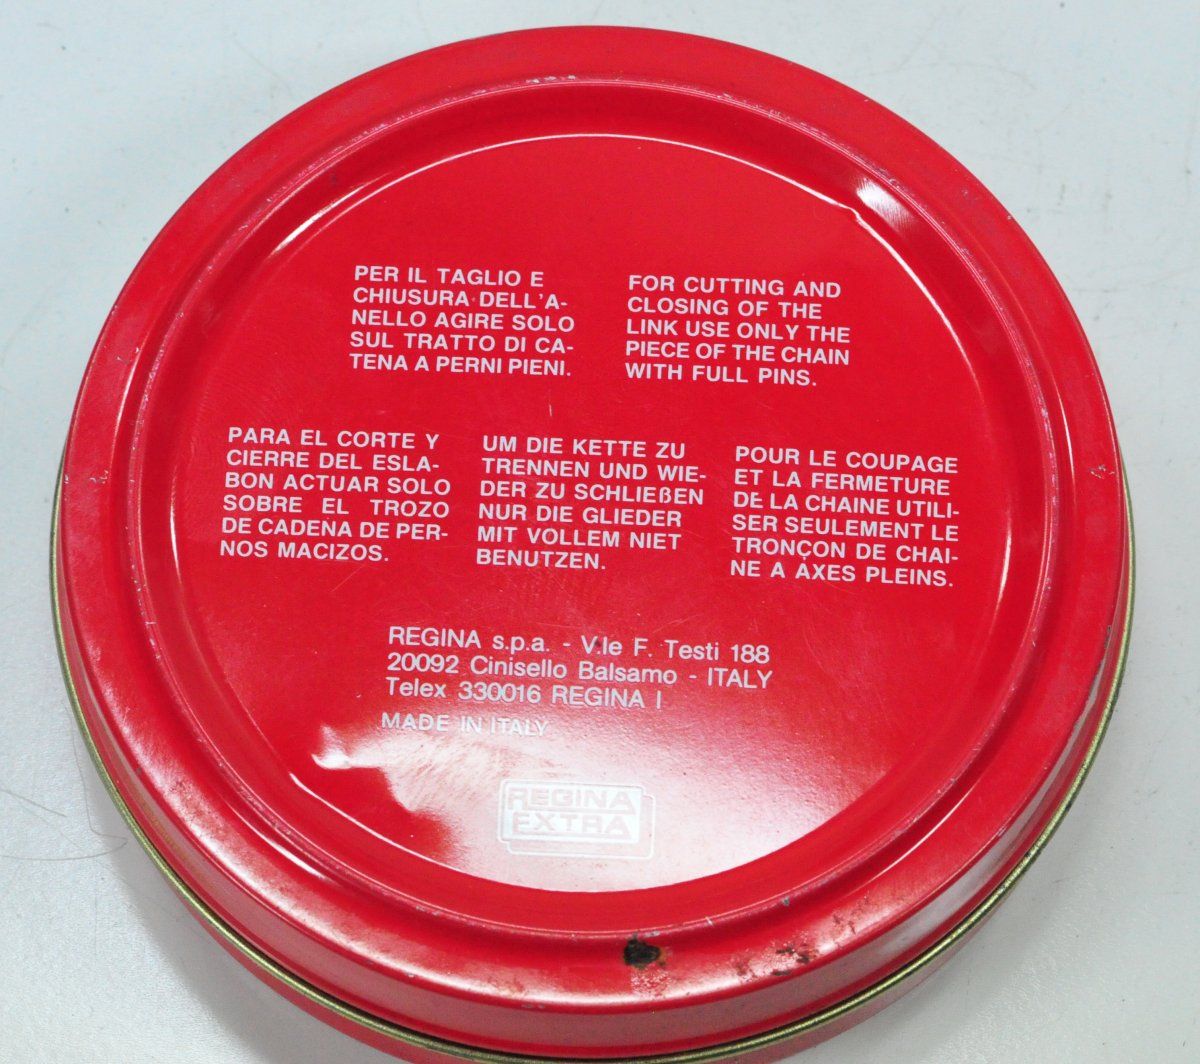 PER IL TAGLIO E
CHIUSURA DELL'A-
NELLO AGIRE SOLO
SUL TRATTO DI CA-
TENA A PERNI PIENI.
FOR CUTTING AND
CLOSING OF THE
LINK USE ONLY THE
PIECE OF THE CHAIN
WITH FULL PINS.
PARA EL CORTE Y
CIERRE DEL ESLA-
BON ACTUAR SOLO
SOBRE EL TROZO
DE CADENA DE PER-
NOS MACIZOS.
UM DIE KETTE ZU
TRENNEN UND WIE-
DER ZU SCHLIEßEN
NUR DIE GLIEDER
MIT VOLLEM NIET
BENUTZEN.
POUR LE COUPAGE
ET LA FERMETURE
DE LA CHAINE UTILI-
SER SEULEMENT LE
TRONÇON DE CHAI-
NE A AXES PLEINS.
REGINA s.p.a. - V.le F. Testi 188
20092 Cinisello Balsamo - ITALY
Telex 330016 REGINA I
MADE IN ITALY
REGINA
EXTRA